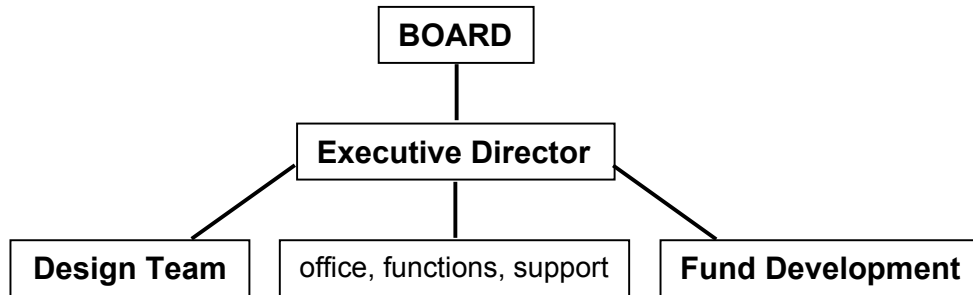 BOARD
Executive Director
Design Team
office, functions, support
Fund Development